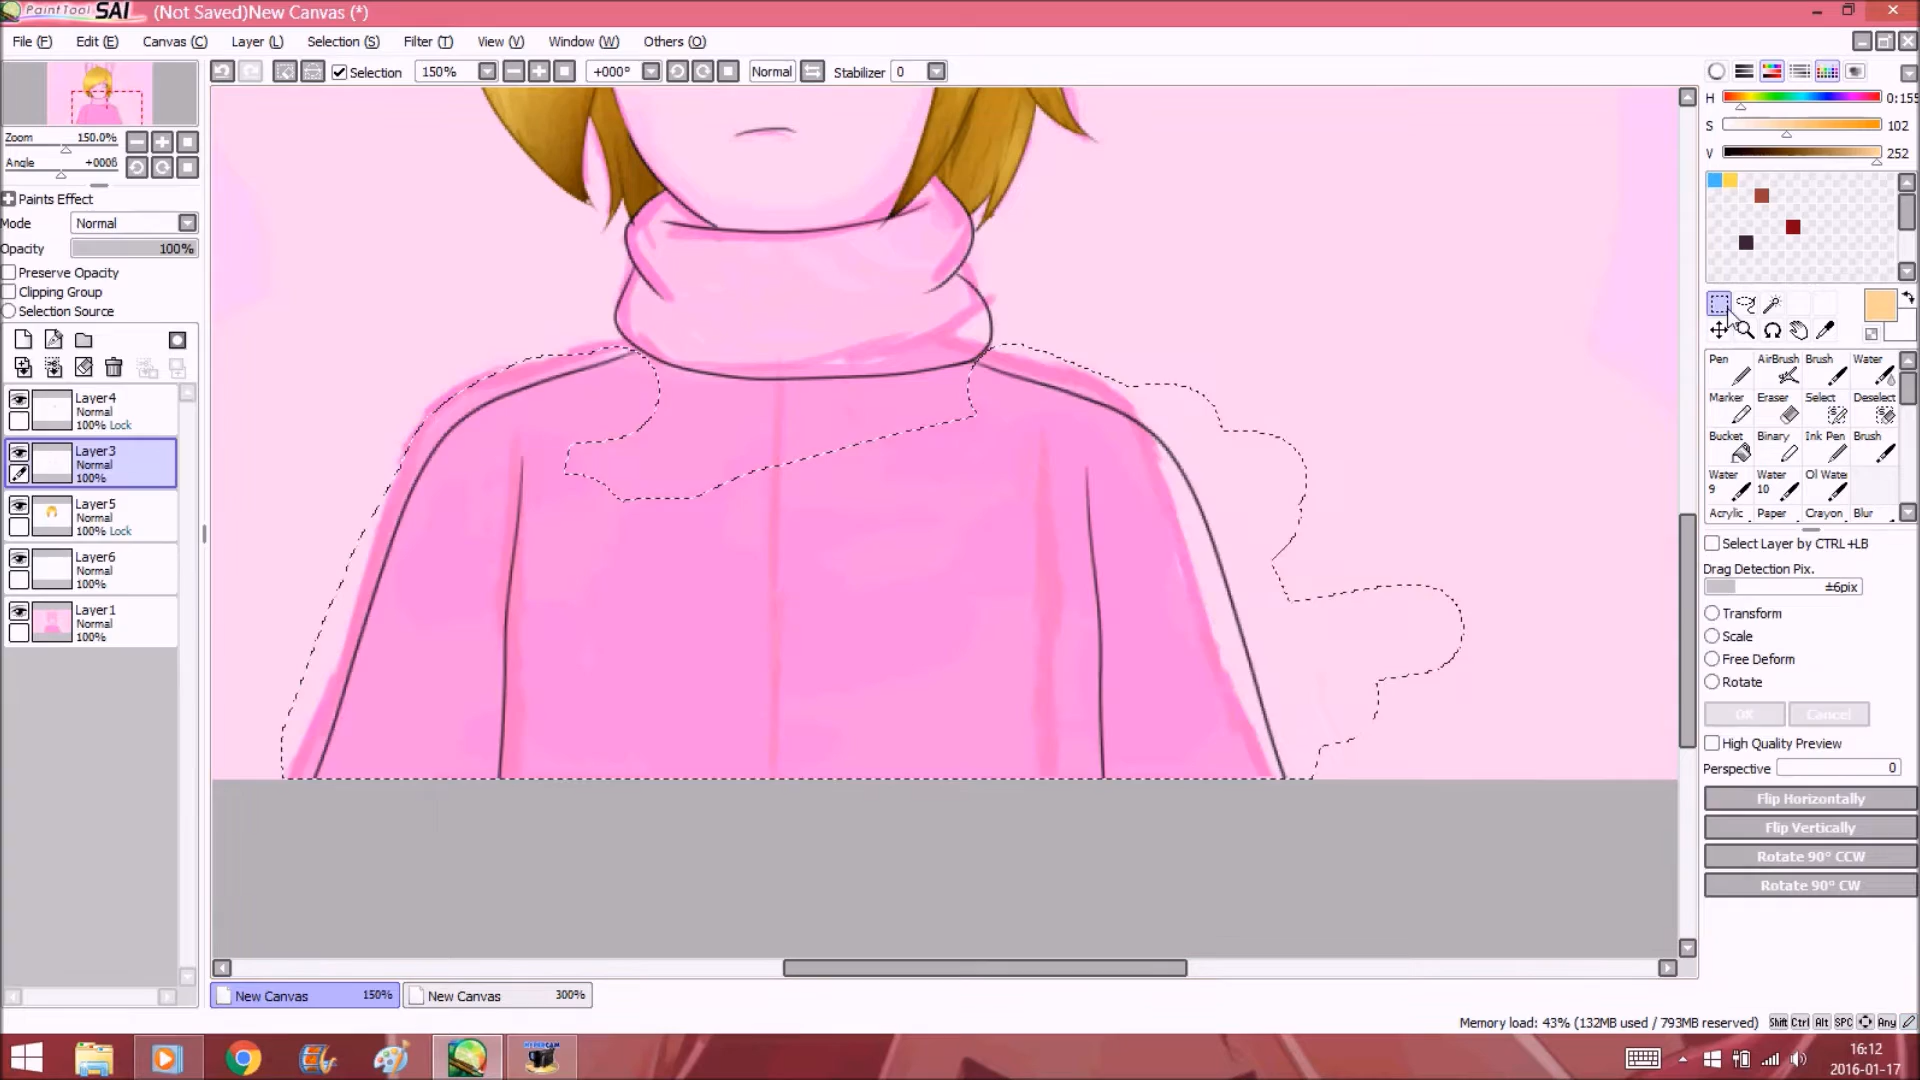 PaintTool SAI (Not Saved)New Canvas (*)
File (F) Edit (E) Canvas (C) Layer (L) Selection (S) Filter (T) View (V) Window (W) Others (O)
Selection 150% +000° Normal Stabilizer 0
Zoom 150.0%
Angle
Paints Effect
Mode Normal
Opacity 100%
Preserve Opacity
Clipping Group
Selection Source
Layer4
Normal
100% Lock
Layer3
Normal
100%
Layer5
Normal
100% Lock
Layer6
Normal
100%
Layer1
Normal
100%
H 0:155
S 102
V 252
Pen AirBrush Brush Water
Marker Eraser Select Deselect
Bucket Binary Ink Pen Brush
Water 9 Water 10 Oil Wate
Acrylic Paper Crayon Blur
Select Layer by CTRL+LB
Drag Detection Pix.
±6pix
Transform
Scale
Free Deform
Rotate
OK Cancel
High Quality Preview
Perspective 0
Flip Horizontally
Flip Vertically
Rotate 90° CCW
Rotate 90° CW
New Canvas 150% New Canvas 300%
Memory load: 43% (132MB used / 793MB reserved) Shift Ctrl Alt SPC Any
HYPERCAM
16:12
2016-01-17